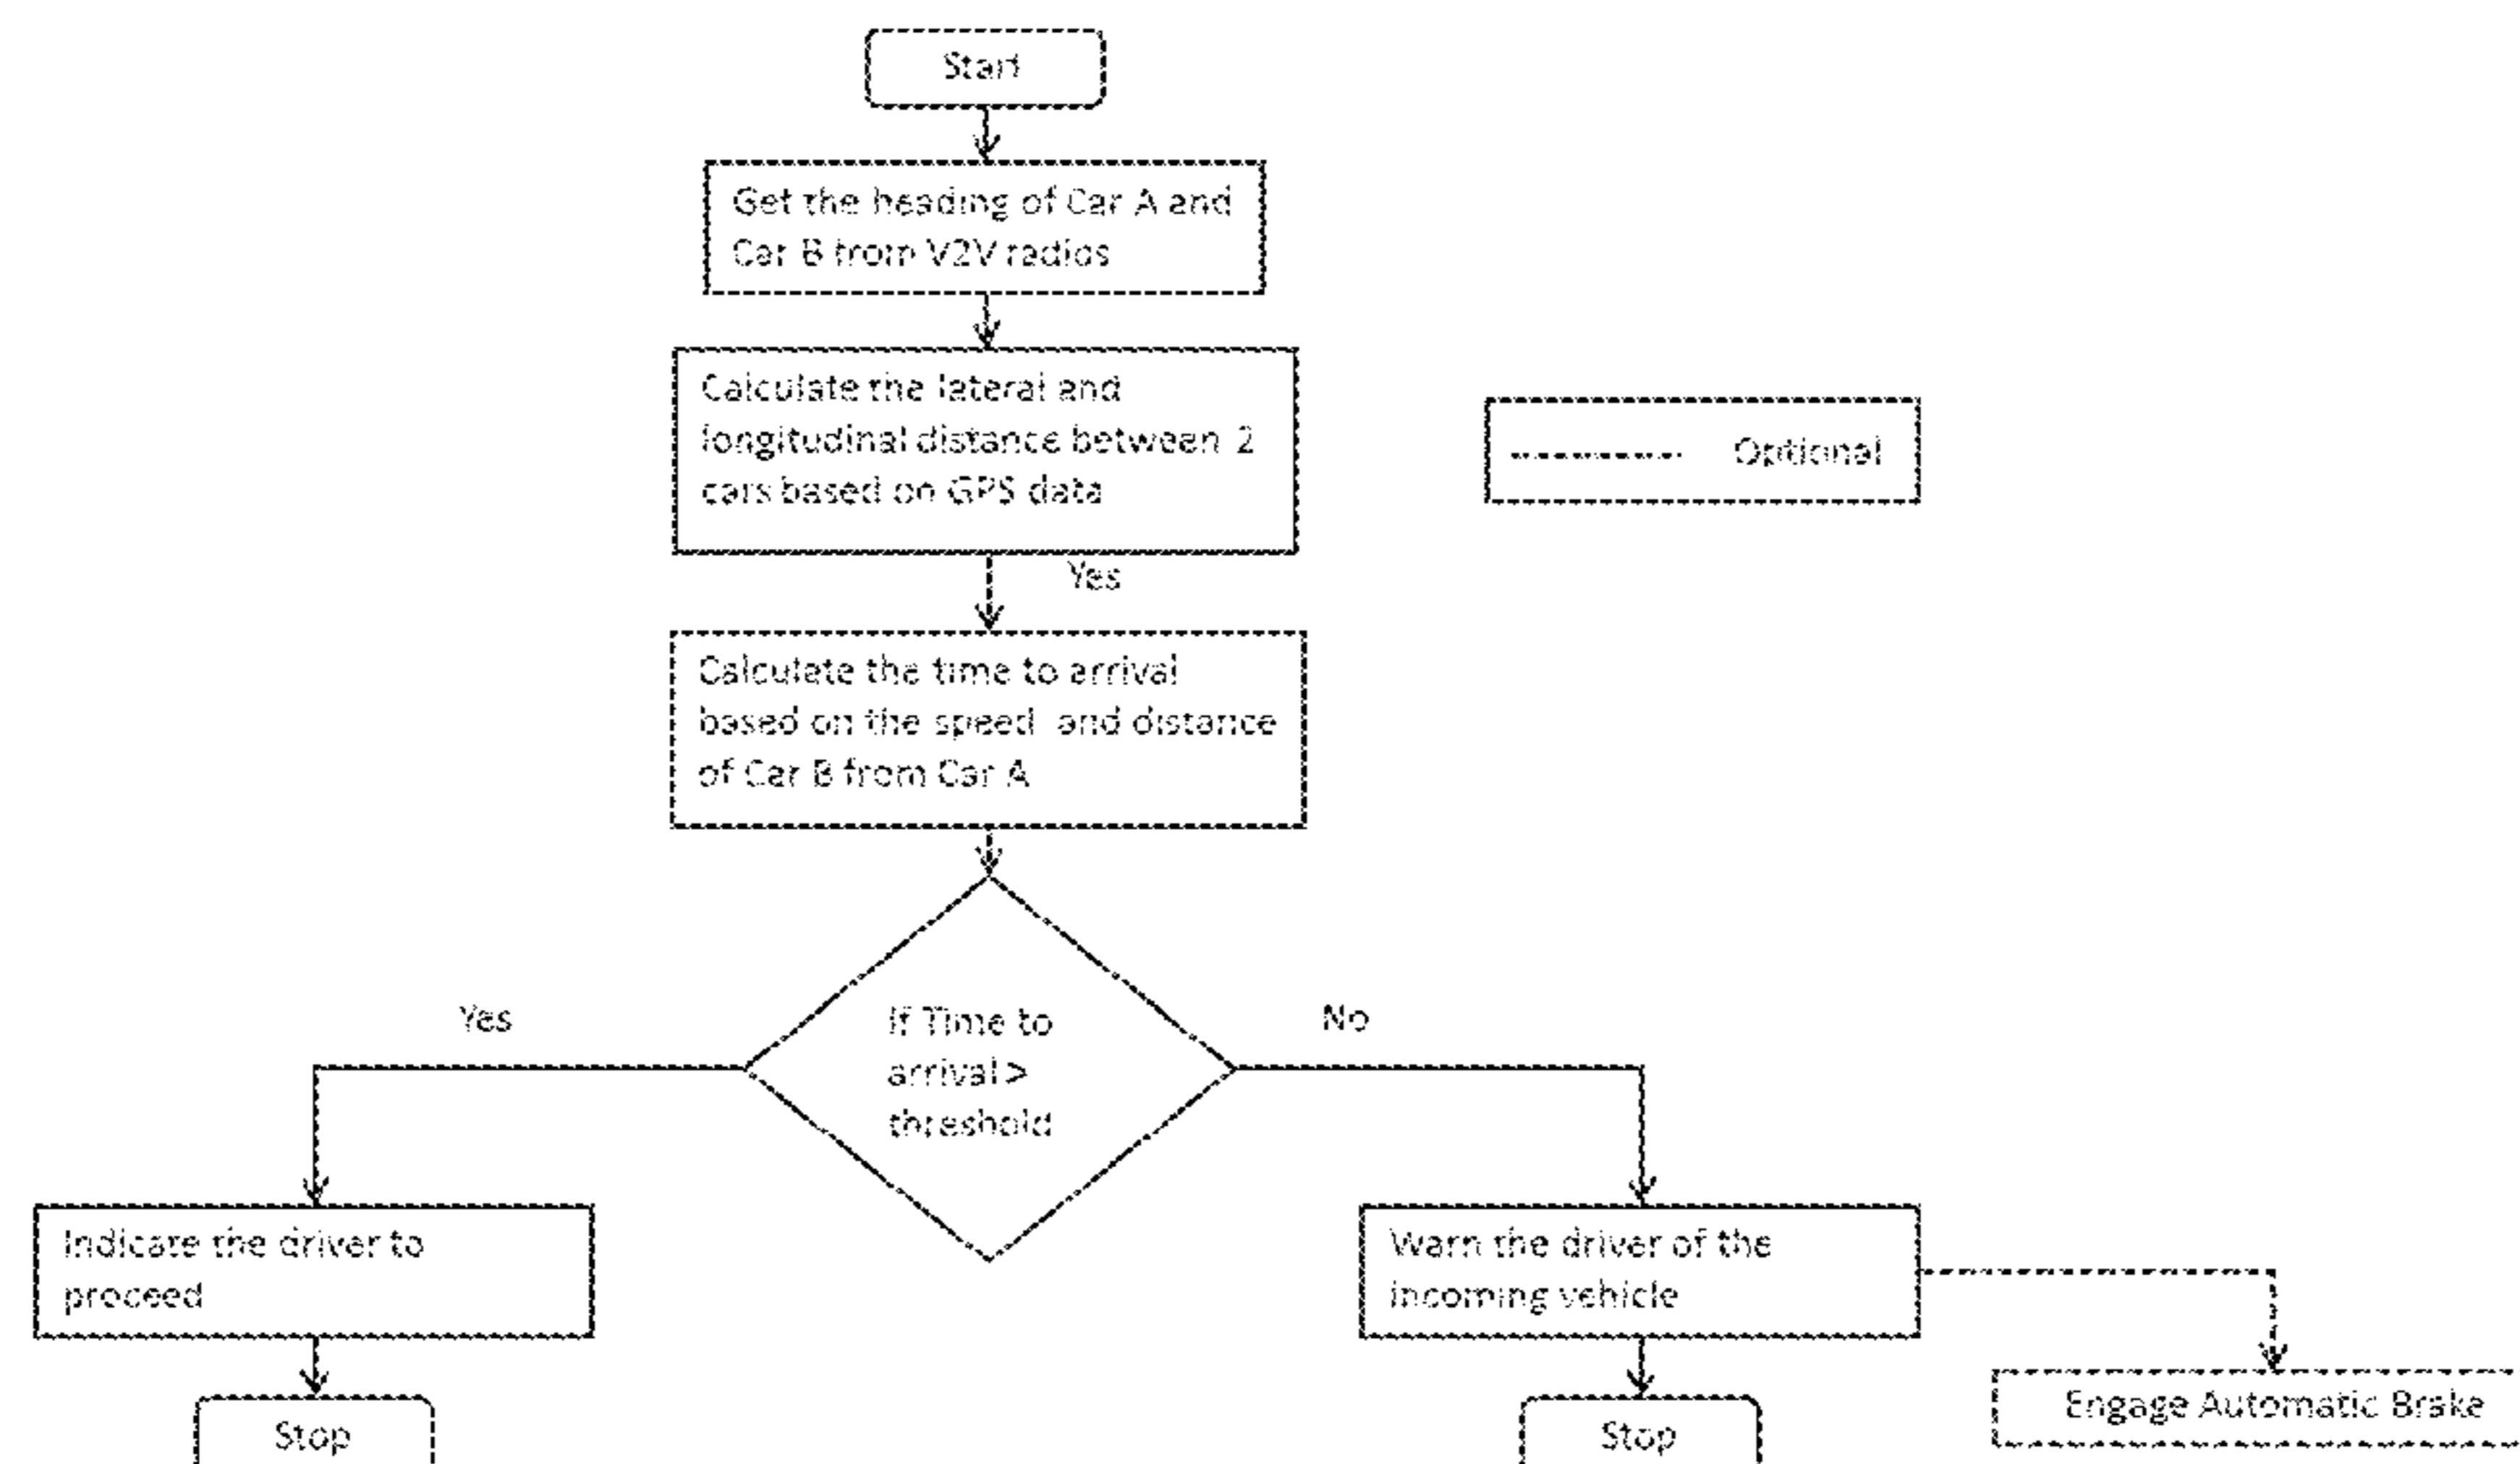 Start
Get the heading of Car A and
Car B from V2V radios
Calculate the lateral and
longitudinal distance between 2
cars based on GPS data
Optional
Yes
Calculate the time to arrival
based on the speed and distance
of Car B from Car A
Yes
If Time to
arrival >
threshold
No
Indicate the driver to
proceed
Warn the driver of the
incoming vehicle
Stop
Stop
Engage Automatic Brake